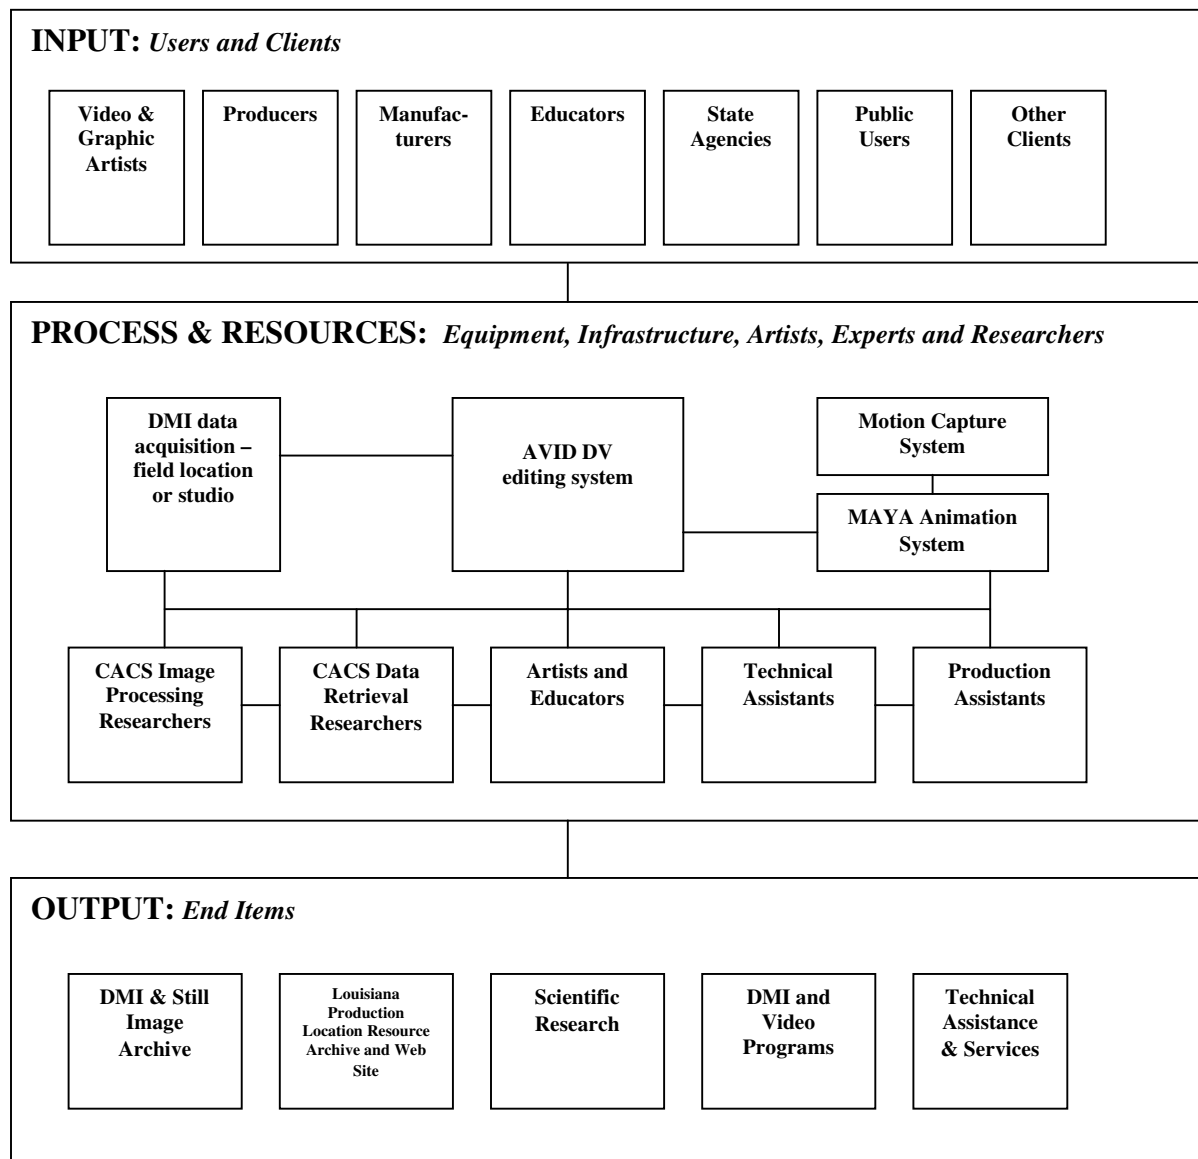 INPUT: Users and Clients
Video &
Graphic
Artists
Producers
Manufac-
turers
Educators
State
Agencies
Public
Users
Other
Clients
PROCESS & RESOURCES: Equipment, Infrastructure, Artists, Experts and Researchers
DMI data
acquisition –
field location
or studio
AVID DV
editing system
Motion Capture
System
MAYA Animation
System
CACS Image
Processing
Researchers
CACS Data
Retrieval
Researchers
Artists and
Educators
Technical
Assistants
Production
Assistants
OUTPUT: End Items
DMI & Still
Image
Archive
Louisiana
Production
Location Resource
Archive and Web
Site
Scientific
Research
DMI and
Video
Programs
Technical
Assistance
& Services